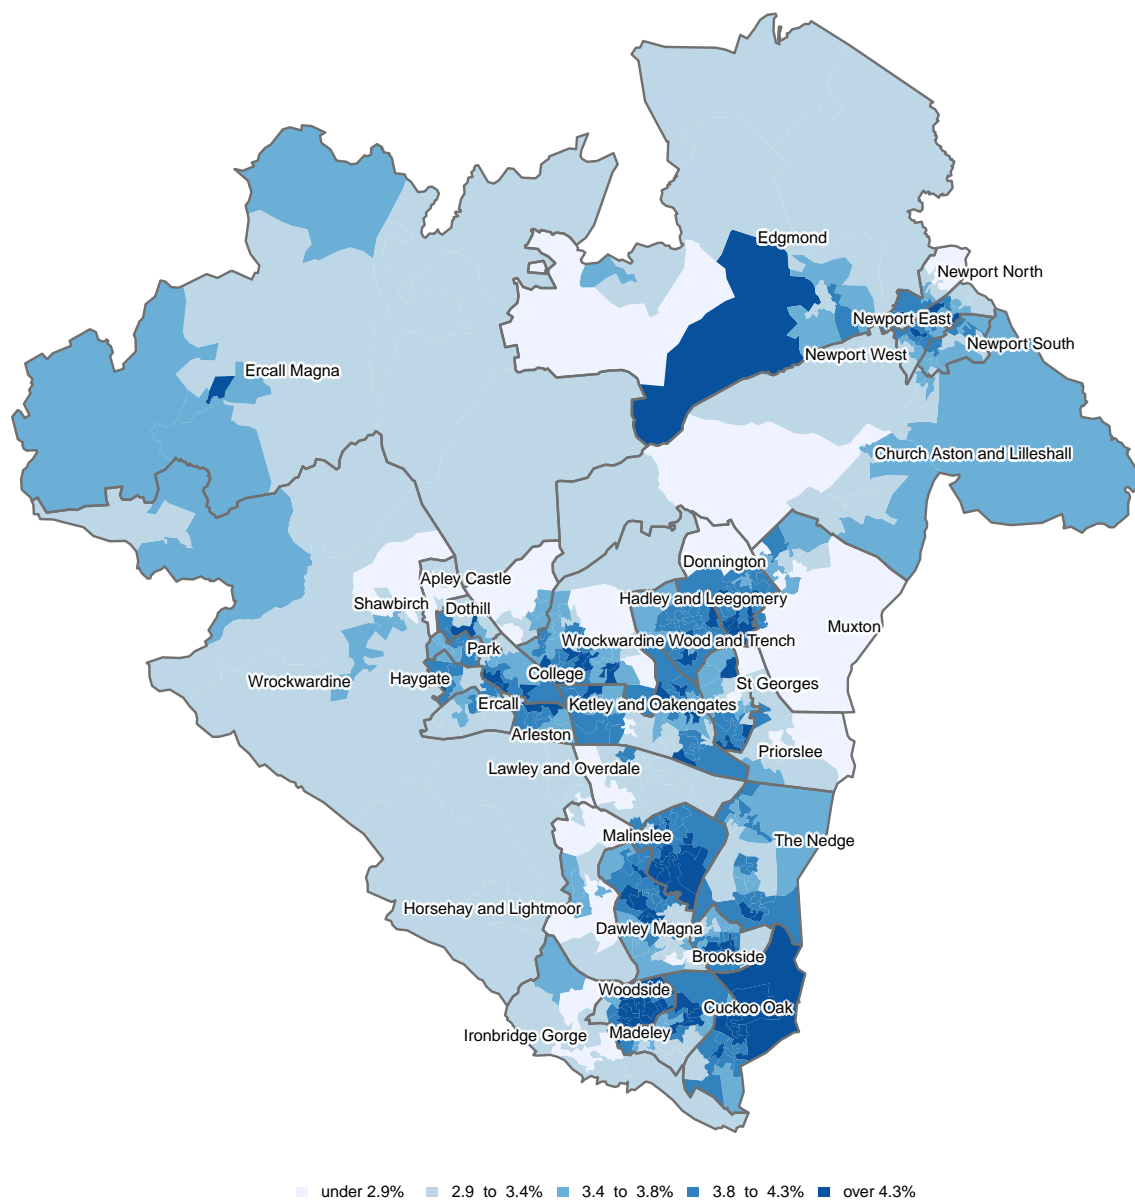 Edgmond
Newport North
Newport East
Newport South
Newport West
Ercall Magna
Church Aston and Lilleshall
Donnington
Apley Castle
Hadley and Leegomery
Shawbirch
Dothill
Muxton
Wrockwardine Wood and Trench
Park
College
Haygate
Wrockwardine
St Georges
Ercall
Ketley and Oakengates
Arleston
Priorslee
Lawley and Overdale
Malinslee
The Nedge
Horsehay and Lightmoor
Dawley Magna
Brookside
Woodside
Cuckoo Oak
Madeley
Ironbridge Gorge
under 2.9% 2.9 to 3.4% 3.4 to 3.8% 3.8 to 4.3% over 4.3%